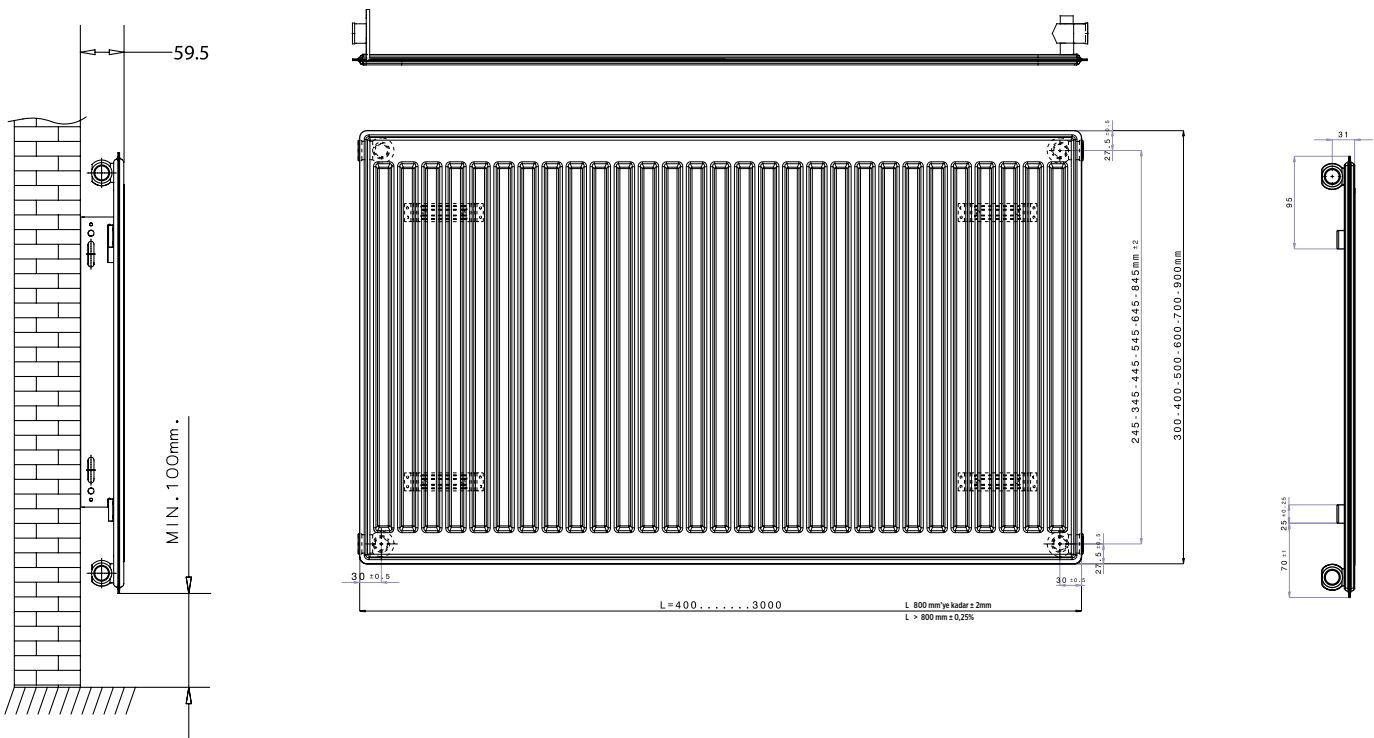 59.5
MIN.100mm.
27.5 ±0.5
245-345-445-545-645-845mm ±2
300-400-500-600-700-900mm
27.5 ±0.5
30 ±0.5
30 ±0.5
L=400.......3000
L 800 mm'ye kadar ± 2mm
L > 800 mm ± 0,25%
31
95
25 ±0.25
70 ±1